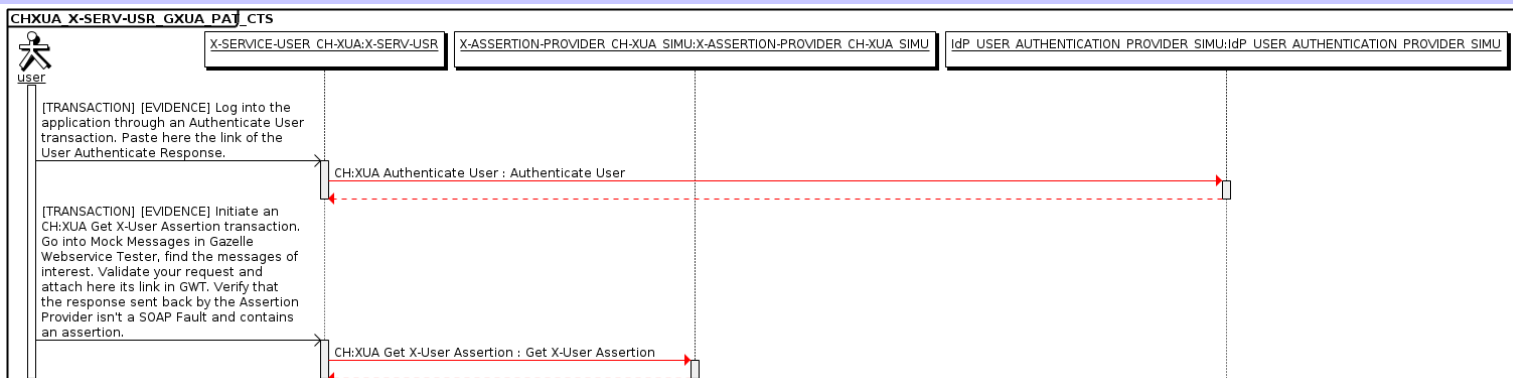 CHXUA_X-SERV-USR_GXUA_PAT_CTS
X-SERVICE-USER_CH-XUA:X-SERV-USR
X-ASSERTION-PROVIDER_CH-XUA_SIMU:X-ASSERTION-PROVIDER_CH-XUA_SIMU
IdP_USER_AUTHENTICATION_PROVIDER_SIMU:IdP_USER_AUTHENTICATION_PROVIDER_SIMU
user
[TRANSACTION] [EVIDENCE] Log into the
application through an Authenticate User
transaction. Paste here the link of the
User Authenticate Response.
CH:XUA Authenticate User : Authenticate User
[TRANSACTION] [EVIDENCE] Initiate an
CH:XUA Get X-User Assertion transaction.
Go into Mock Messages in Gazelle
Webservice Tester, find the messages of
interest. Validate your request and
attach here its link in GWT. Verify that
the response sent back by the Assertion
Provider isn't a SOAP Fault and contains
an assertion.
CH:XUA Get X-User Assertion : Get X-User Assertion